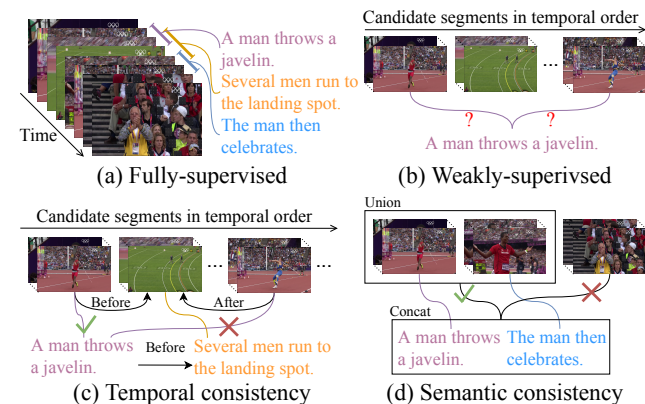 A man throws a
javelin.
Several men run to
the landing spot.
The man then
celebrates.
Time
(a) Fully-supervised
Candidate segments in temporal order
...
? ?
A man throws a javelin.
(b) Weakly-superivsed
Candidate segments in temporal order
... ...
Before After
A man throws
a javelin.
Before
Several men run to
the landing spot.
(c) Temporal consistency
Union
...
Concat
A man throws
a javelin.
The man then
celebrates.
(d) Semantic consistency